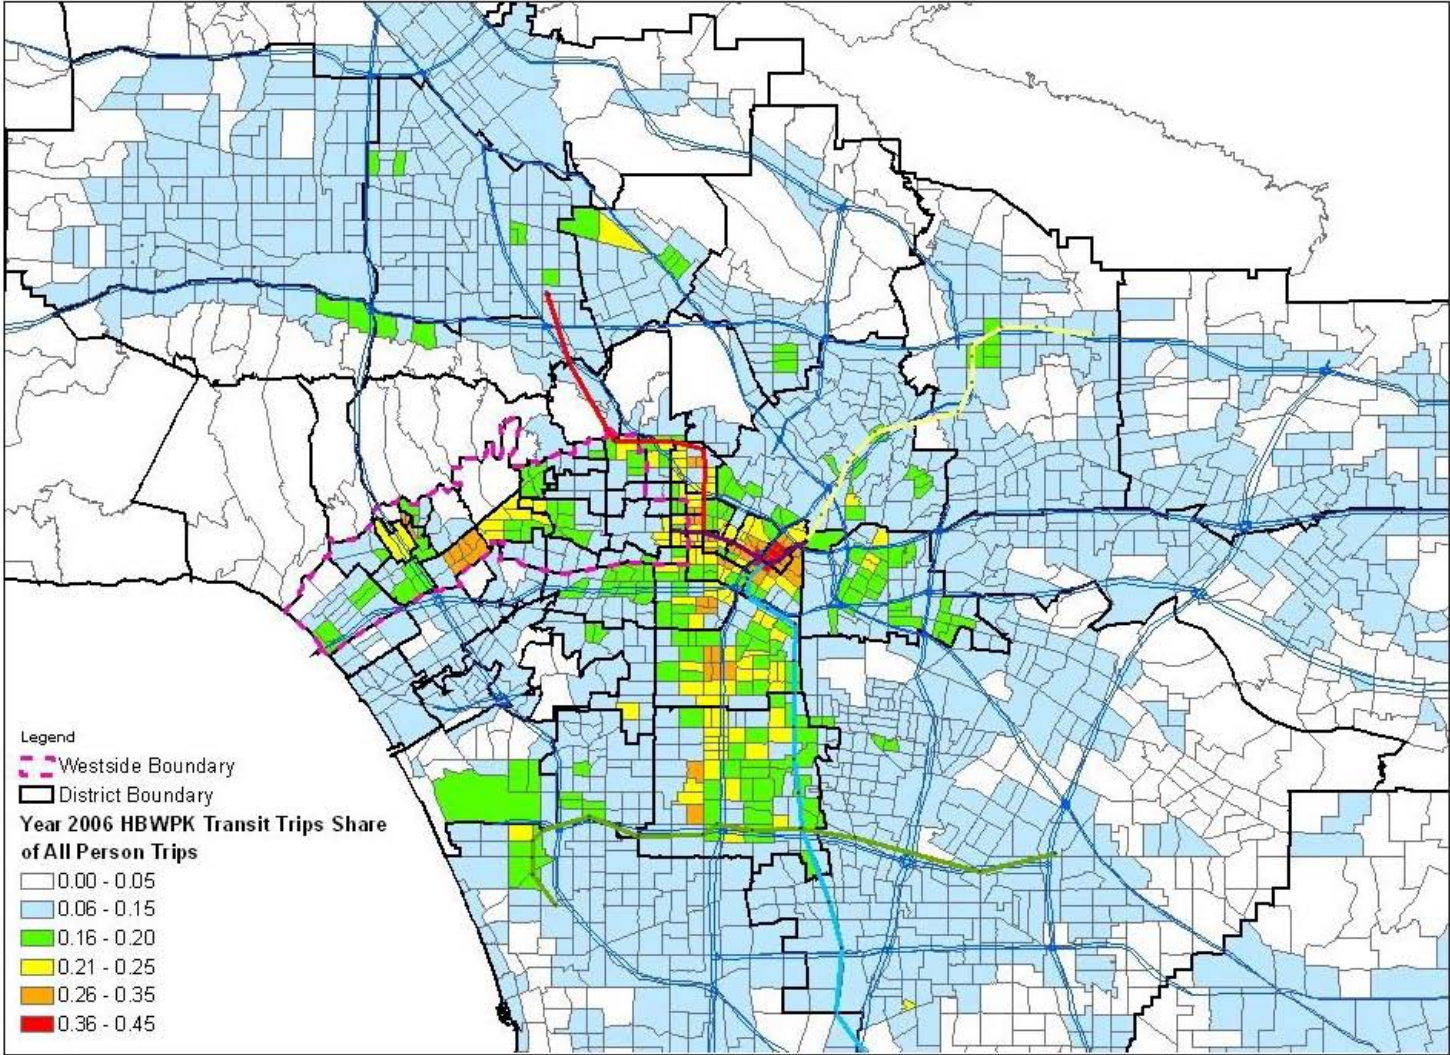 Legend
Westside Boundary
District Boundary
Year 2006 HBWPK Transit Trips Share
of All Person Trips
0.00 - 0.05
0.06 - 0.15
0.16 - 0.20
0.21 - 0.25
0.26 - 0.35
0.36 - 0.45